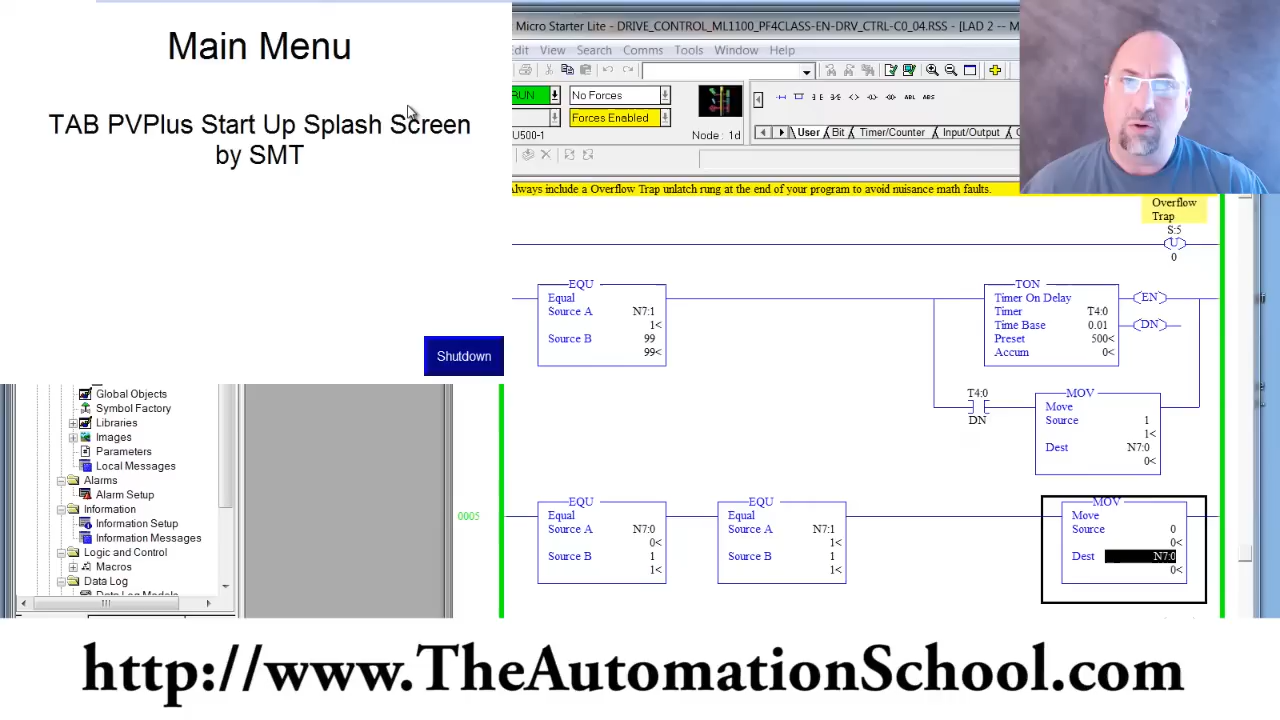 Main Menu
TAB PVPlus Start Up Splash Screen
by SMT
Shutdown
Micro Starter Lite - DRIVE_CONTROL_ML1100_PF4CLASS-EN-DRV_CTRL-C0_04.RSS - [LAD 2 -- M
Edit View Search Comms Tools Window Help
RUN
No Forces
Forces Enabled
Node : 1d
User
Bit
Timer/Counter
Input/Output
Always include a Overflow Trap unlatch rung at the end of your program to avoid nuisance math faults.
Overflow
Trap
S:5
U
0
EQU
Equal
Source A N7:1
1<
Source B 99
99<
TON
Timer On Delay
Timer T4:0
Time Base 0.01
Preset 500<
Accum 0<
EN
DN
T4:0
DN
MOV
Move
Source 1
1<
Dest N7:0
0<
0005
EQU
Equal
Source A N7:0
0<
Source B 1
1<
EQU
Equal
Source A N7:1
1<
Source B 1
1<
MOV
Move
Source 0
0<
Dest N7:0
0<
Global Objects
Symbol Factory
Libraries
Images
Parameters
Local Messages
Alarms
Alarm Setup
Information
Information Setup
Information Messages
Logic and Control
Macros
Data Log
Data Log Models
http://www.TheAutomationSchool.com